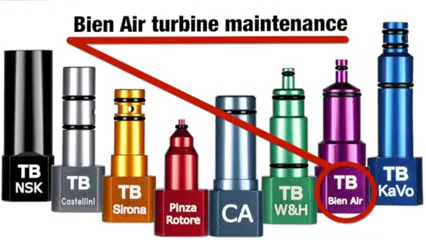 Bien Air turbine maintenance
TB
NSK
TB
Castellini
TB
Sirona
Pinza
Rotore
CA
TB
W&H
TB
Bien Air
TB
KaVo